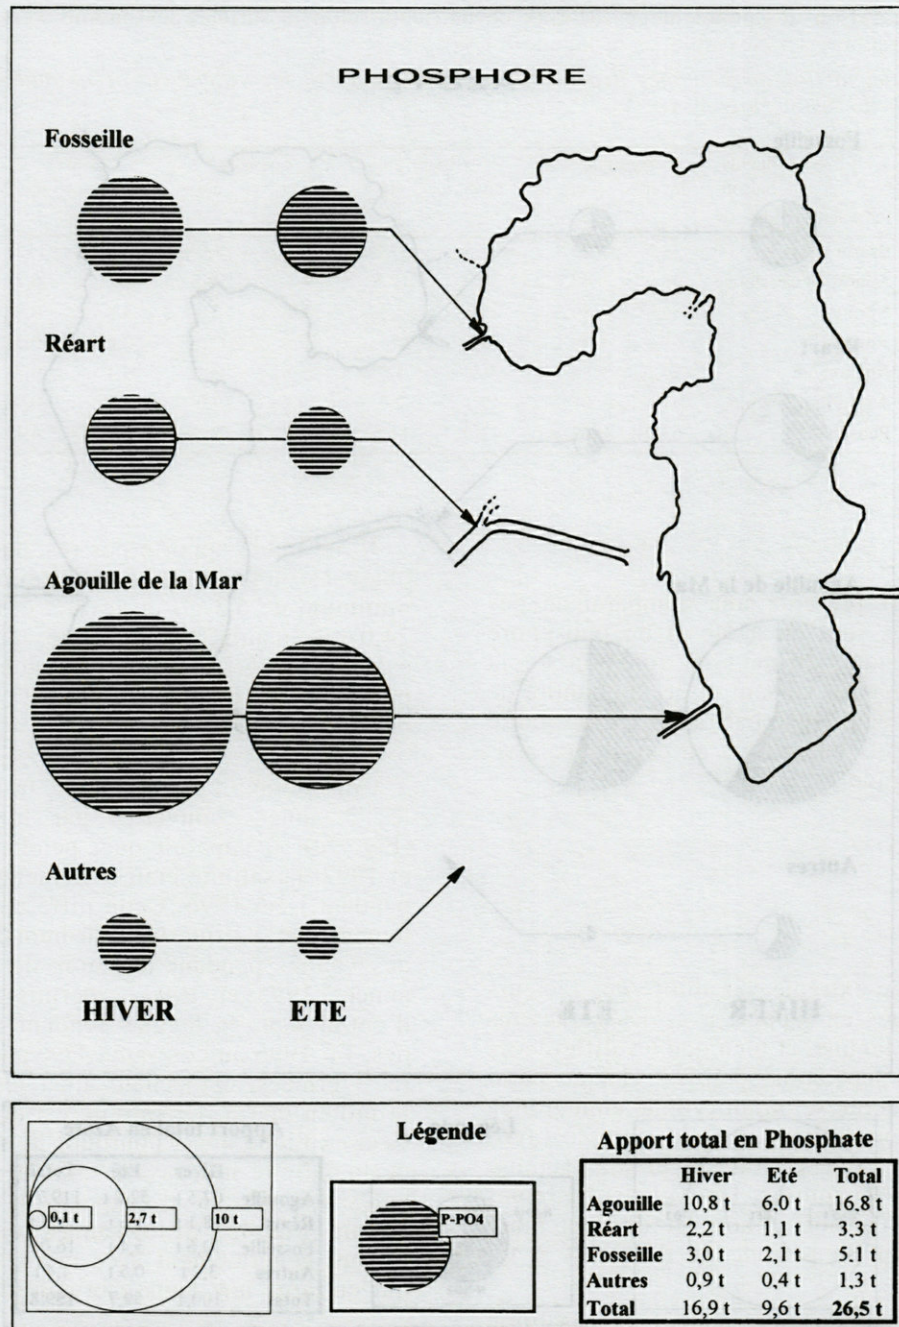 PHOSPHORE
Fosseille
Réart
Agouille de la Mar
Autres
HIVER ETE
0,1 t 2,7 t 10 t
Légende
P-PO4
Apport total en Phosphate
Hiver Eté Total
Agouille 10,8 t 6,0 t 16,8 t
Réart 2,2 t 1,1 t 3,3 t
Fosseille 3,0 t 2,1 t 5.1 t
Autres 0,9 t 0,4 t 1.3 t
Total 16,9 t 9,6 t 26,5 t